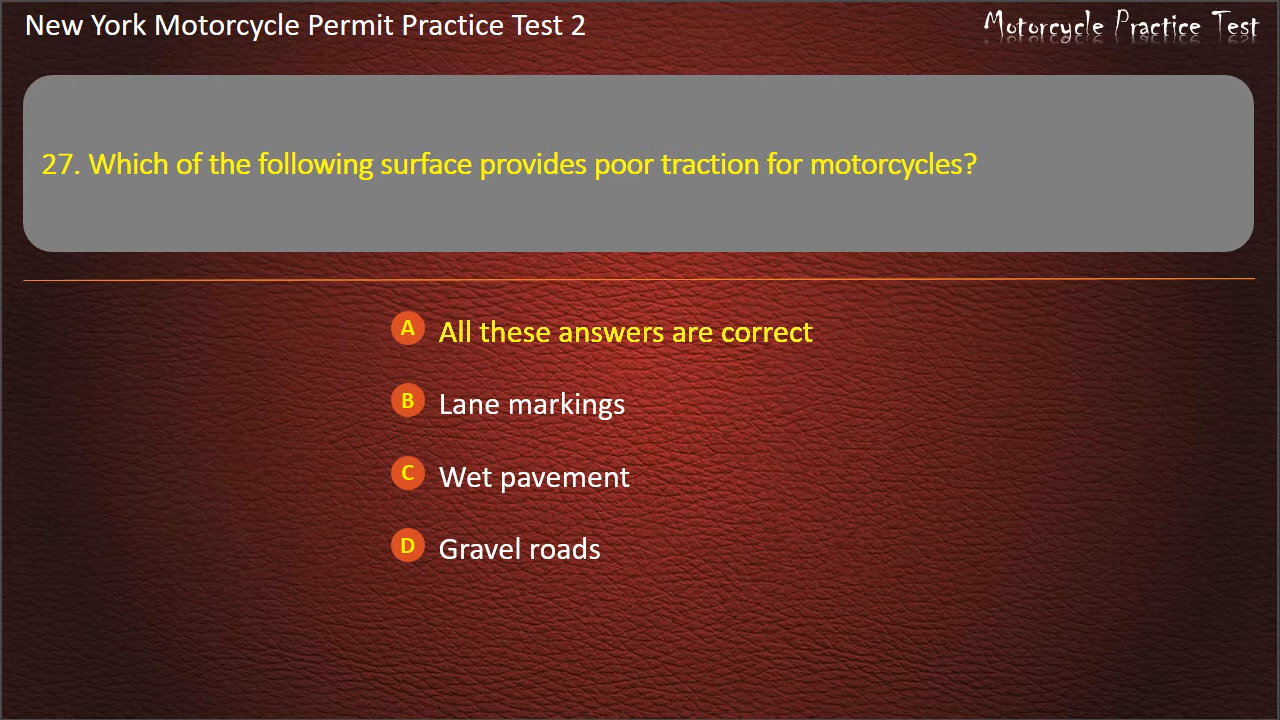 New York Motorcycle Permit Practice Test 2
Motorcycle Practice Test
27. Which of the following surface provides poor traction for motorcycles?
A All these answers are correct
B Lane markings
C Wet pavement
D Gravel roads